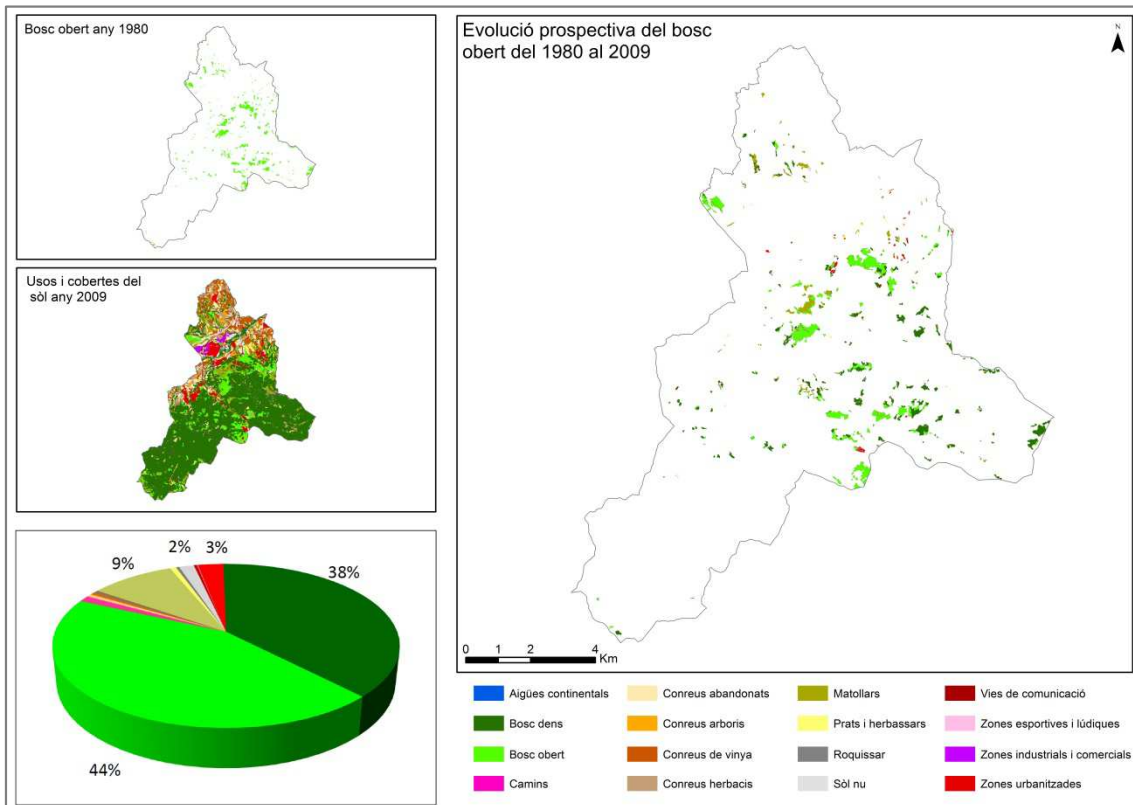 Bosc obert any 1980
Usos i cobertes del
sòl any 2009
2%
3%
9%
38%
44%
Evolució prospectiva del bosc
obert del 1980 al 2009
N
0 1 2 4
Km
Aigües continentals
Bosc dens
Bosc obert
Camins
Conreus abandonats
Conreus arboris
Conreus de vinya
Conreus herbacis
Matollars
Prats i herbassars
Roquissar
Sòl nu
Vies de comunicació
Zones esportives i lúdiques
Zones industrials i comercials
Zones urbanitzades